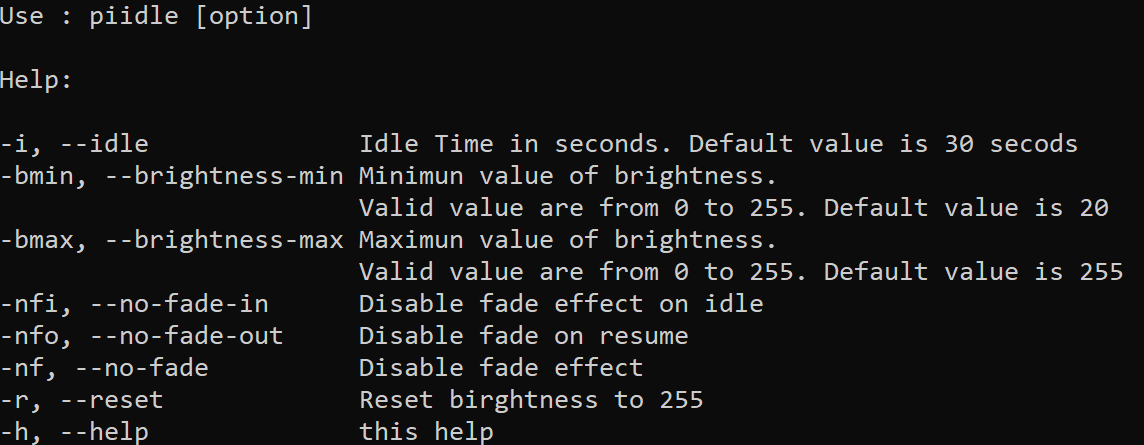 Use : piidle [option]
Help:
-i, --idle              Idle Time in seconds. Default value is 30 secods
-bmin, --brightness-min Minimun value of brightness.
                        Valid value are from 0 to 255. Default value is 20
-bmax, --brightness-max Maximun value of brightness.
                        Valid value are from 0 to 255. Default value is 255
-nfi, --no-fade-in      Disable fade effect on idle
-nfo, --no-fade-out     Disable fade on resume
-nf, --no-fade          Disable fade effect
-r, --reset             Reset birghtness to 255
-h, --help              this help